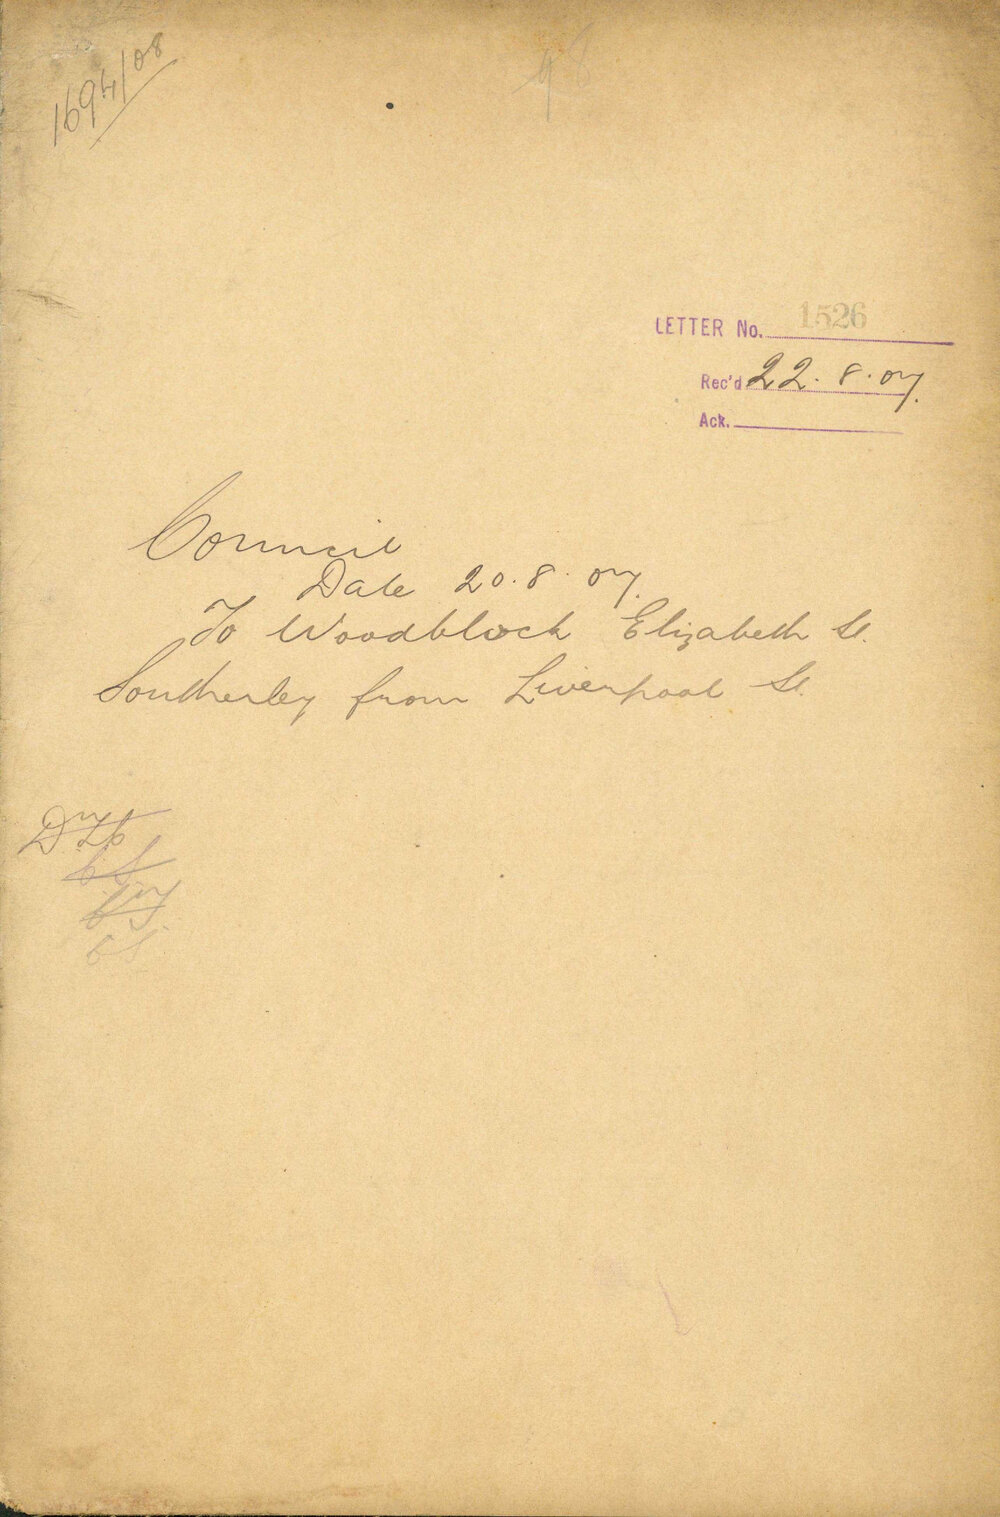 1694/08
98
LETTER No. 1526
Rec'd 22.8.07.
Ack.
Council
Date 20.8.07.
To Woodblock Elizabeth St.
Southerley from Liverpool St.